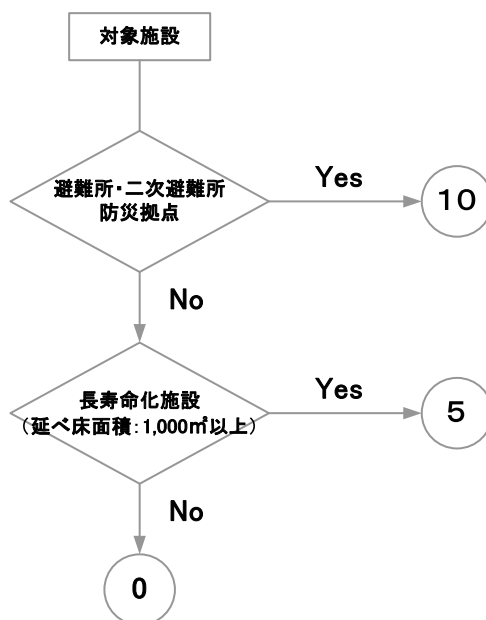 対象施設
避難所・二次避難所
防災拠点
Yes
10
No
長寿命化施設
（延べ床面積：1,000㎡以上）
Yes
5
No
0